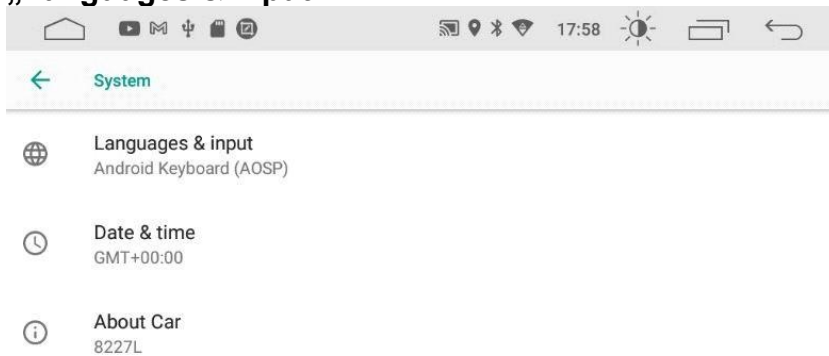 17:58
System
Languages & input
Android Keyboard (AOSP)
Date & time
GMT+00:00
About Car
8227L